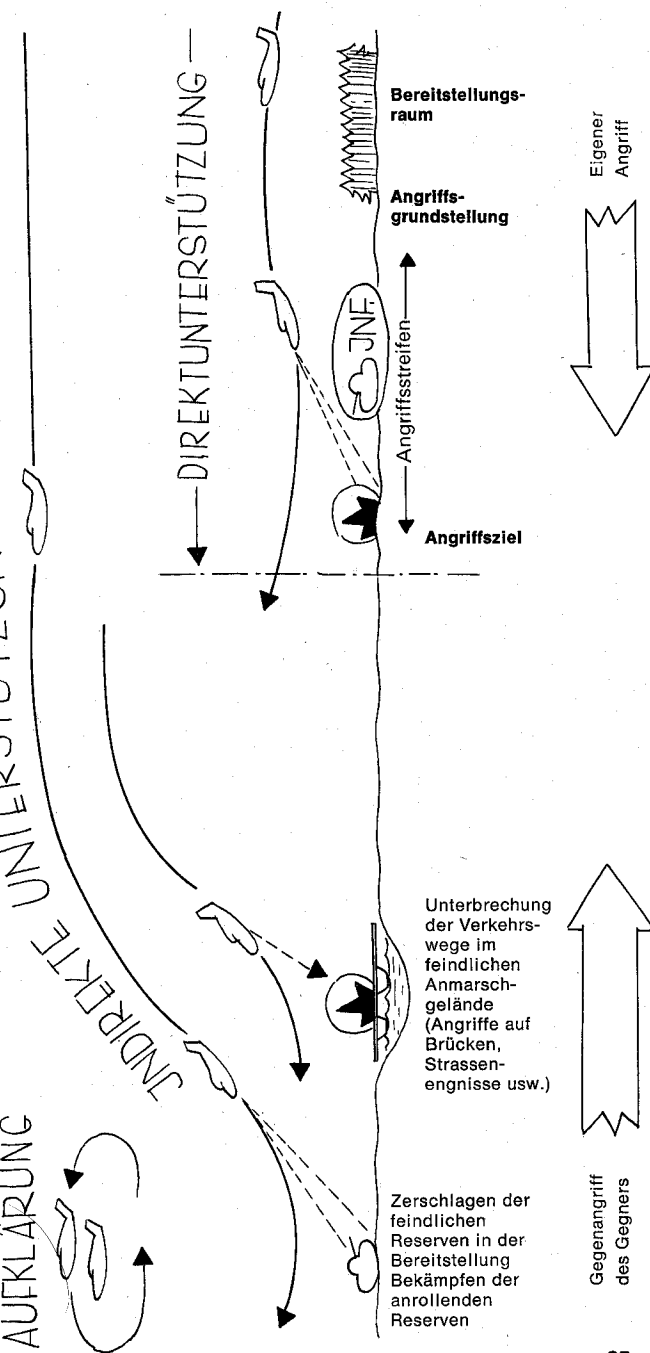 AUFKLÄRUNG
JNDIREKTE UNTERSTÜTZUN
DIREKTUNTERSTÜTZUNG
Bereitstellungs-
raum
Angriffs-
grundstellung
JNF.
Angriffsstreifen
Angriffsziel
Eigener
Angriff
Unterbrechung
der Verkehrs-
wege im
feindlichen
Anmarsch-
gelände
(Angriffe auf
Brücken,
Strassen-
engnisse usw.)
Zerschlagen der
feindlichen
Reserven in der
Bereitstellung
Bekämpfen der
anrollenden
Reserven
Gegenangriff
des Gegners